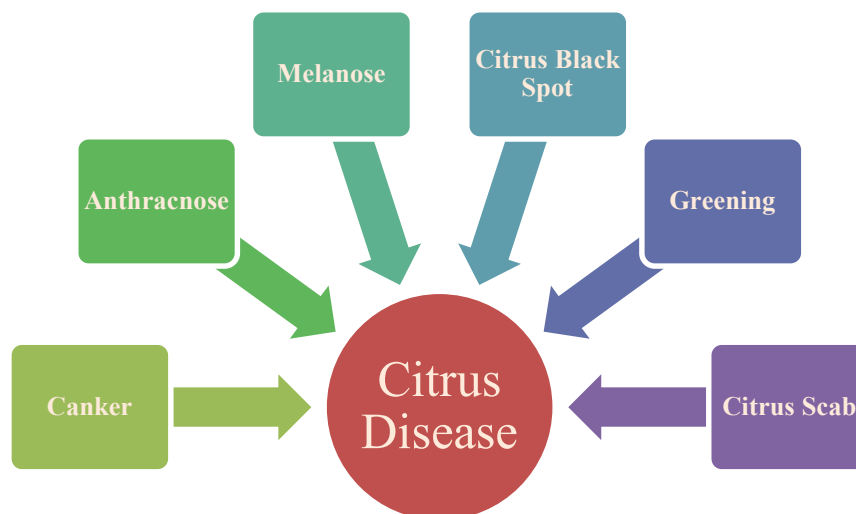 Melanose
Citrus Black
Spot
Anthracnose
Greening
Canker
Citrus
Disease
Citrus Scab